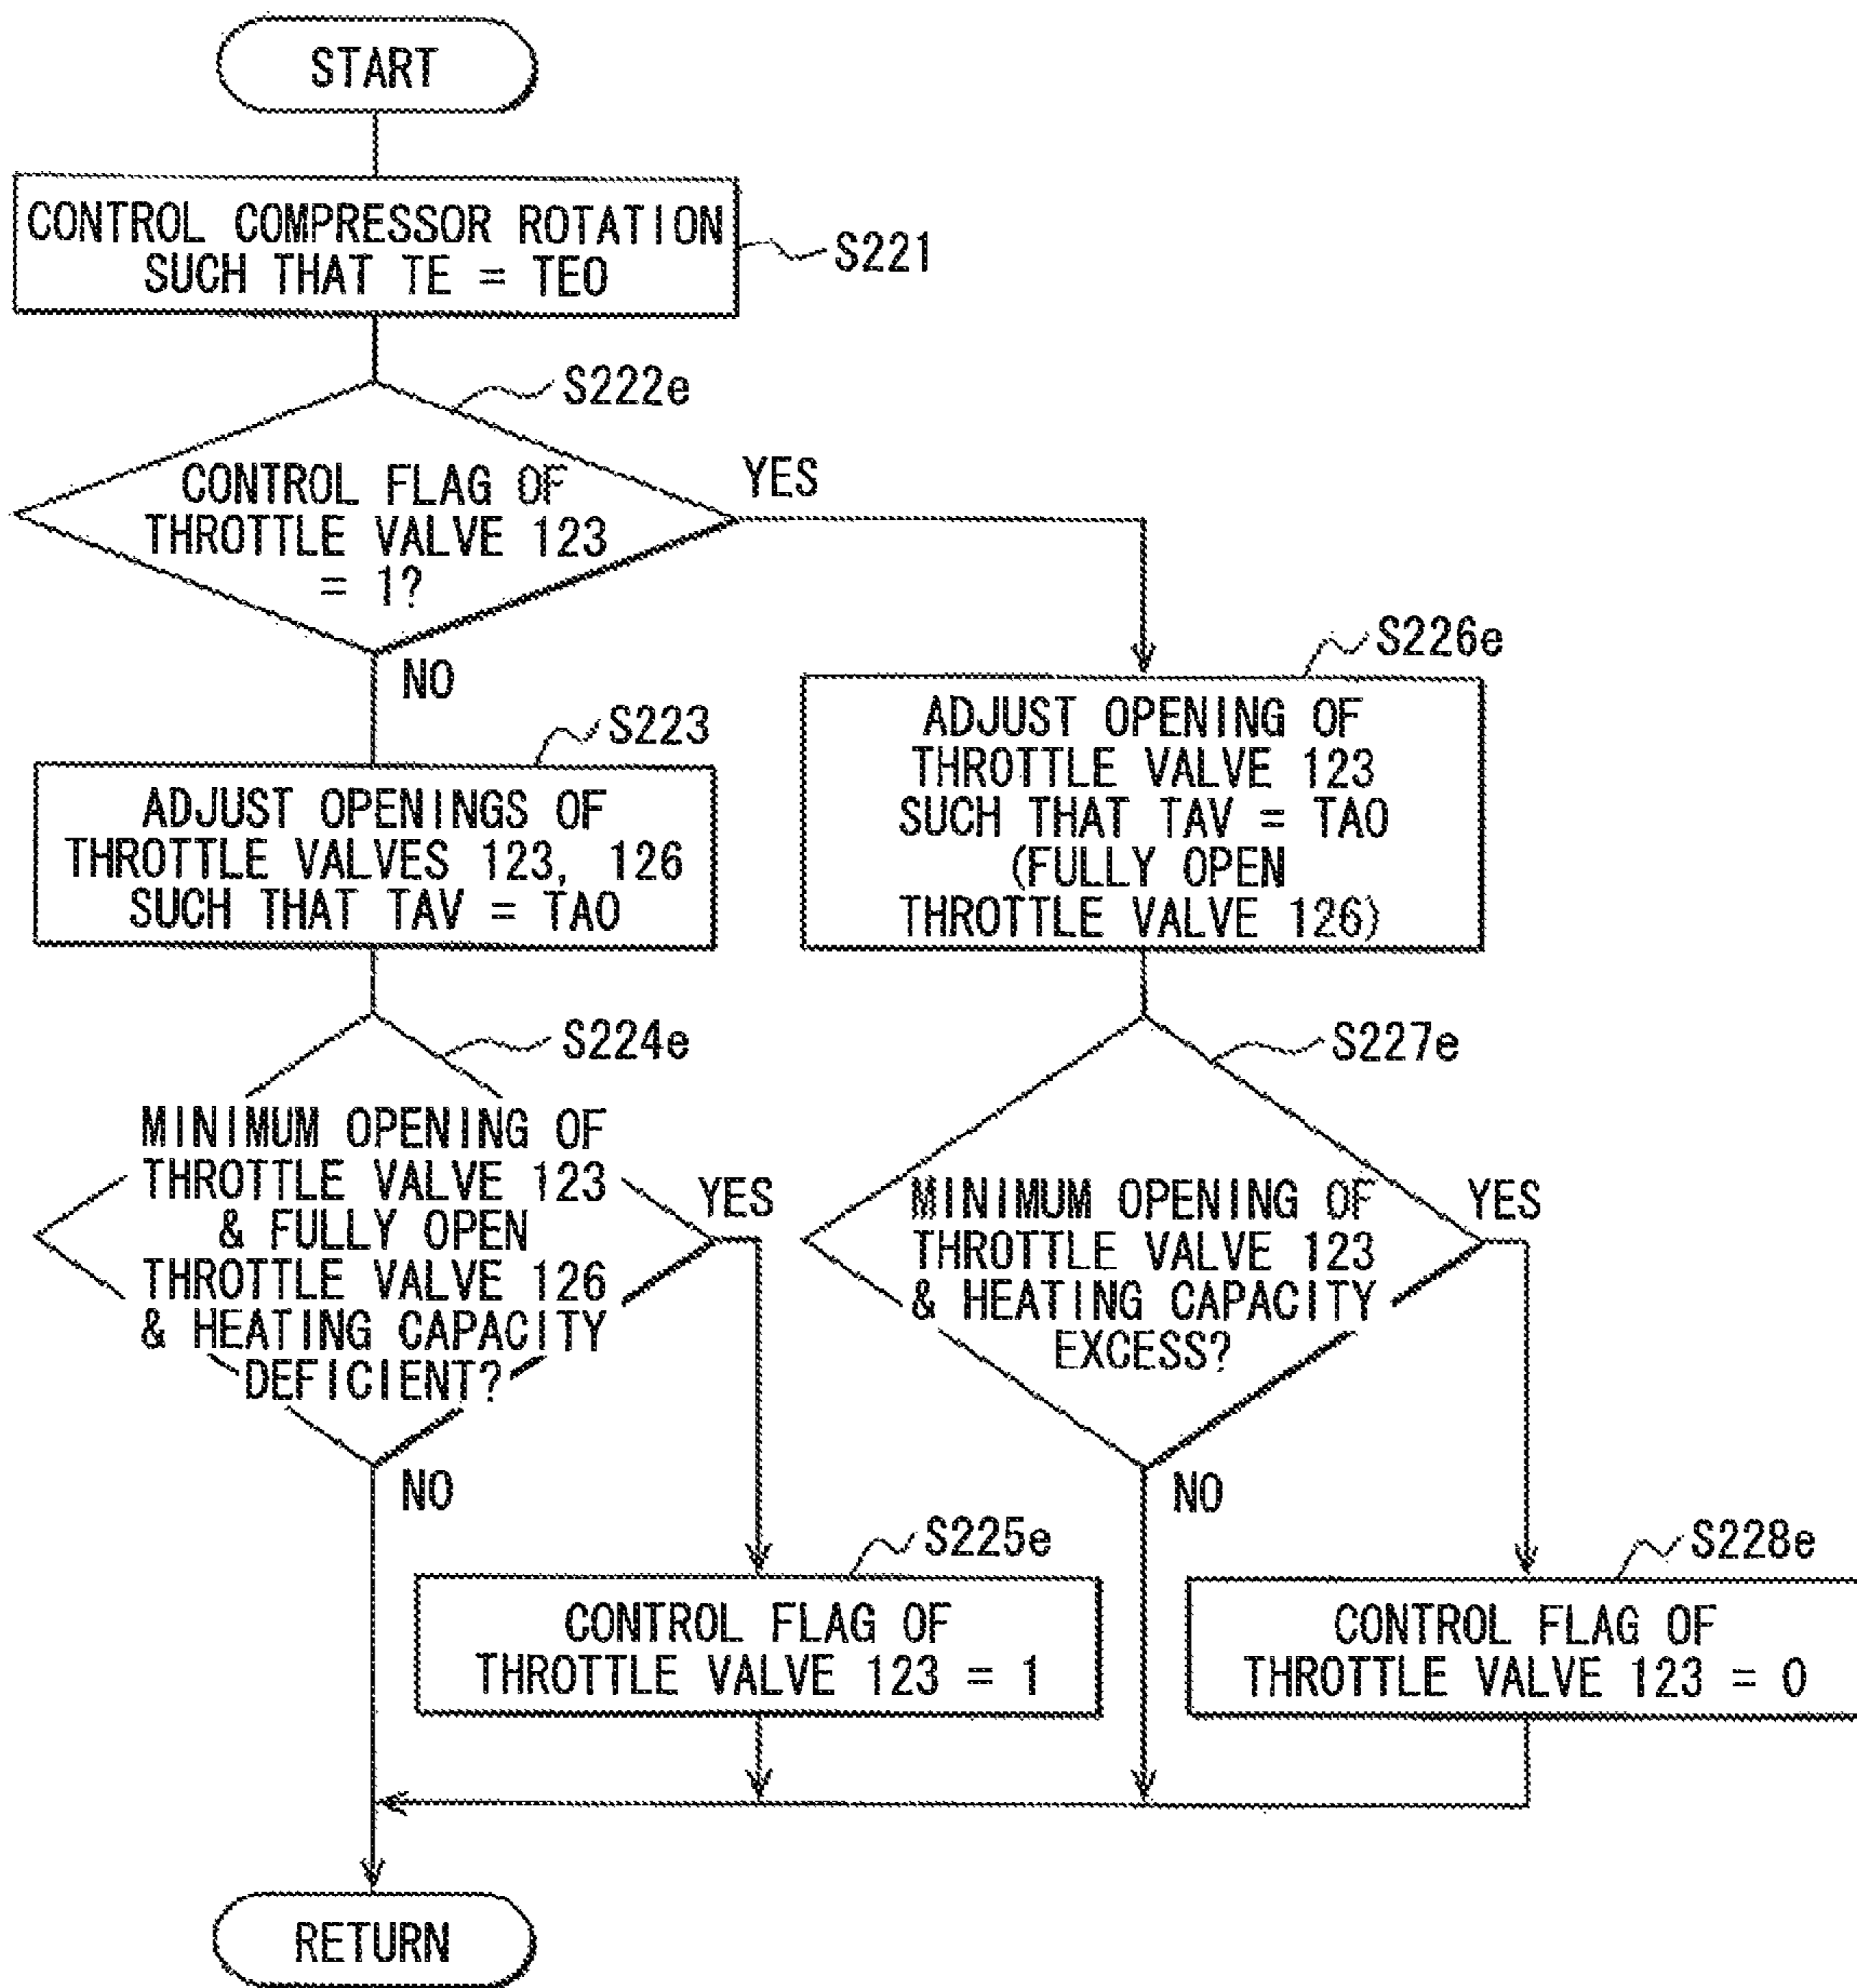 START
CONTROL COMPRESSOR ROTATION
SUCH THAT TE = TEO
S221
S222e
CONTROL FLAG OF
THROTTLE VALVE 123
= 1?
YES
NO
S223
ADJUST OPENINGS OF
THROTTLE VALVES 123, 126
SUCH THAT TAV = TAO
S226e
ADJUST OPENING OF
THROTTLE VALVE 123
SUCH THAT TAV = TAO
(FULLY OPEN
THROTTLE VALVE 126)
S224e
MINIMUM OPENING OF
THROTTLE VALVE 123
& FULLY OPEN
THROTTLE VALVE 126
& HEATING CAPACITY
DEFICIENT?
YES
NO
S227e
MINIMUM OPENING OF
THROTTLE VALVE 123
& HEATING CAPACITY
EXCESS?
YES
NO
S225e
CONTROL FLAG OF
THROTTLE VALVE 123 = 1
S228e
CONTROL FLAG OF
THROTTLE VALVE 123 = 0
RETURN